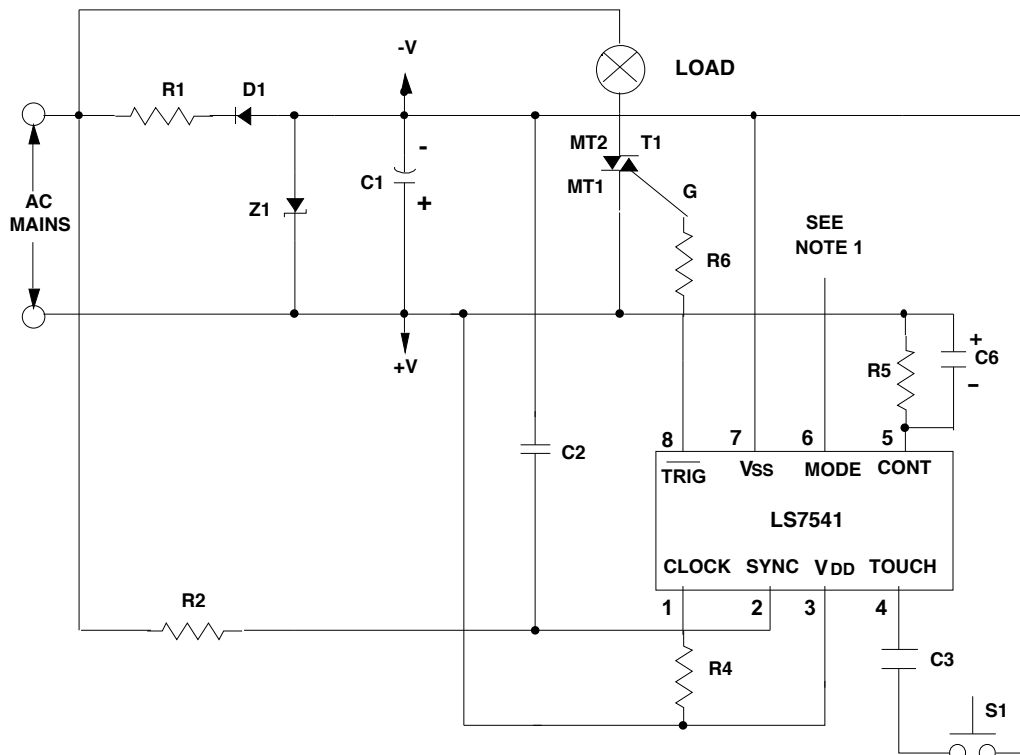 -V
LOAD
R1
D1
MT2
T1
-
C1
+
MT1
G
AC
MAINS
Z1
SEE
NOTE 1
R6
+V
+
C6
R5
-
C2
8
7
6
5
TRIG
VSS
MODE
CONT
LS7541
CLOCK
SYNC
VDD
TOUCH
R2
1
2
3
4
R4
C3
S1